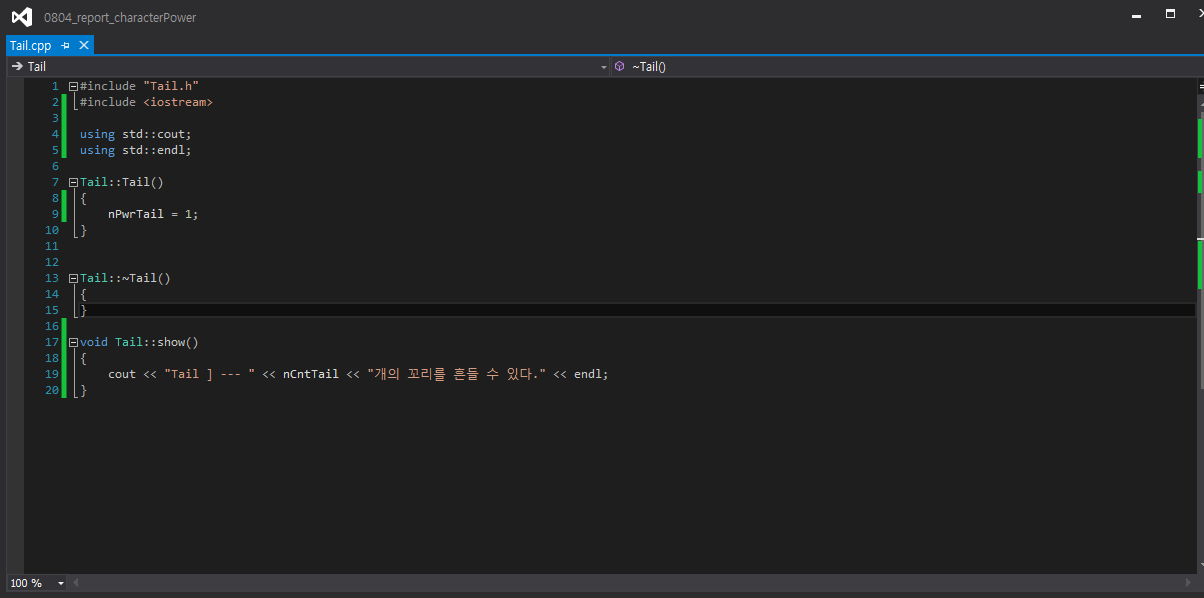 0804_report_characterPower
Tail.cpp
Tail ~Tail()
1 #include "Tail.h"
2 #include <iostream>
3
4 using std::cout;
5 using std::endl;
6
7 Tail::Tail()
8 {
9 nPwrTail = 1;
10 }
11
12
13 Tail::~Tail()
14 {
15 }
16
17 void Tail::show()
18 {
19 cout << "Tail ] --- " << nCntTail << "개의 꼬리를 흔들 수 있다." << endl;
20 }
100 %